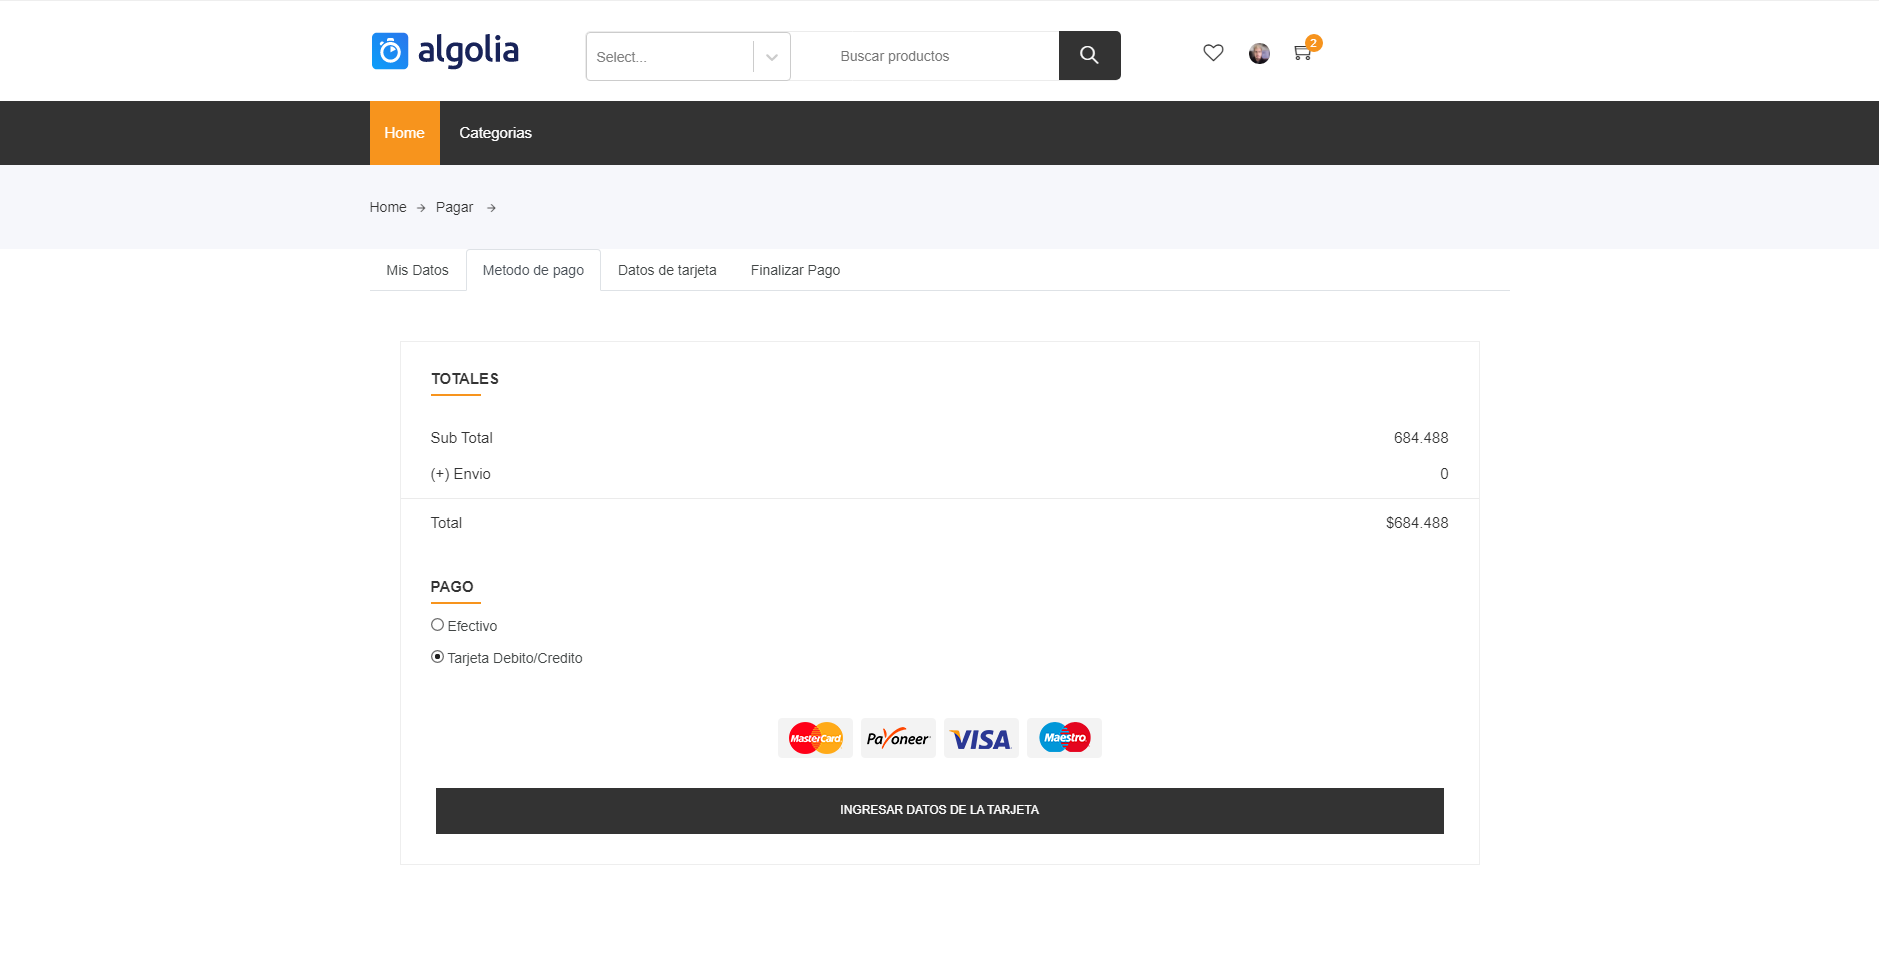 algolia
Select...
Buscar productos
2
Home
Categorias
Home
Pagar
Mis Datos
Metodo de pago
Datos de tarjeta
Finalizar Pago
TOTALES
Sub Total 684.488
(+) Envio 0
Total $684.488
PAGO
Efectivo
Tarjeta Debito/Credito
MasterCard
Payoneer
VISA
Maestro
INGRESAR DATOS DE LA TARJETA